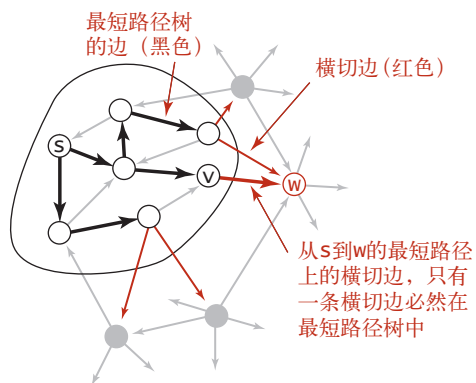 最短路径树
的边（黑色）
横切边（红色）
s
v
w
从s到w的最短路径
上的横切边，只有
一条横切边必然在
最短路径树中